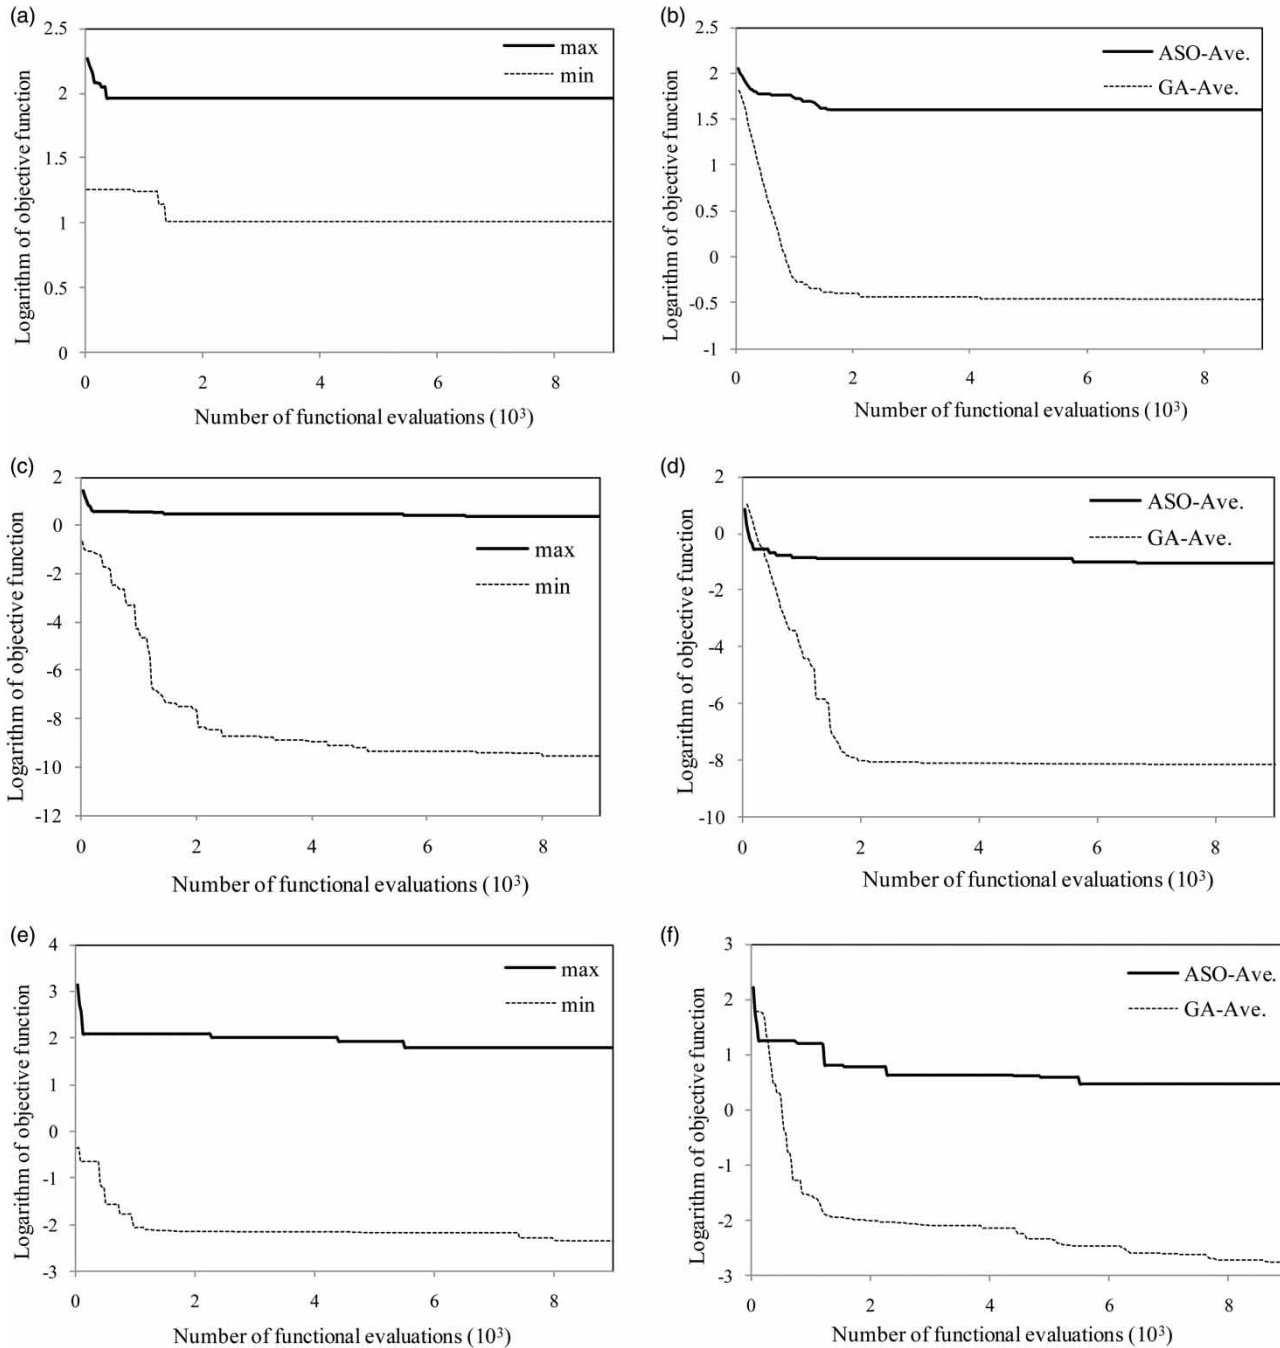 (a)
2.5
2
1.5
1
0.5
0
Logarithm of objective function
max
min
0 2 4 6 8
Number of functional evaluations (10³)
(b)
2.5
2
1.5
1
0.5
0
-0.5
-1
Logarithm of objective function
ASO-Ave.
GA-Ave.
0 2 4 6 8
Number of functional evaluations (10³)
(c)
2
0
-2
-4
-6
-8
-10
-12
Logarithm of objective function
max
min
0 2 4 6 8
Number of functional evaluations (10³)
(d)
2
0
-2
-4
-6
-8
-10
Logarithm of objective function
ASO-Ave.
GA-Ave.
0 2 4 6 8
Number of functional evaluations (10³)
(e)
4
3
2
1
0
-1
-2
-3
Logarithm of objective function
max
min
0 2 4 6 8
Number of functional evaluations (10³)
(f)
3
2
1
0
-1
-2
-3
Logarithm of objective function
ASO-Ave.
GA-Ave.
0 2 4 6 8
Number of functional evaluations (10³)